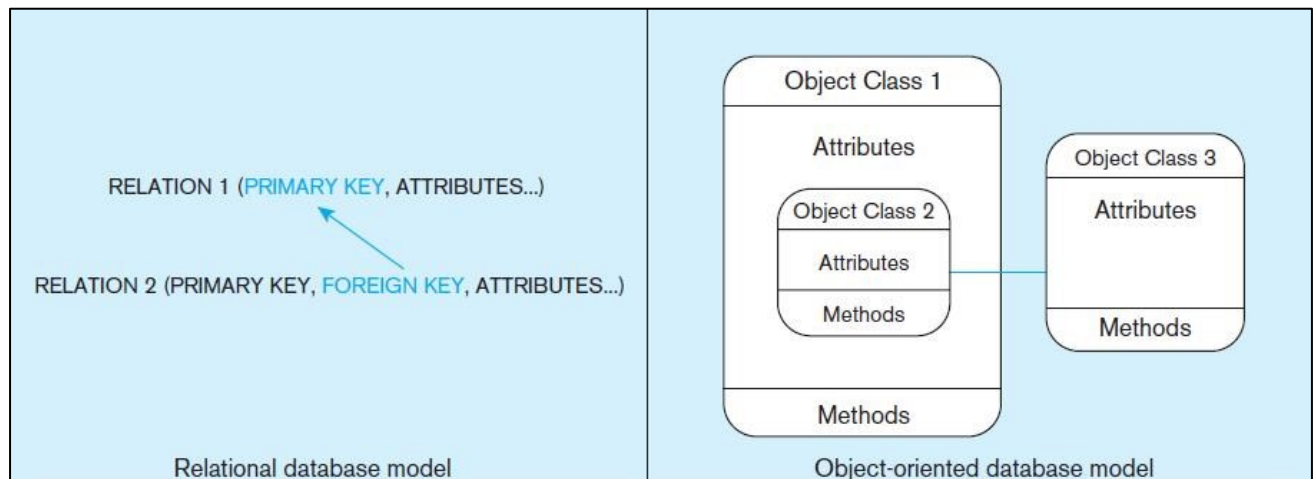 RELATION 1 (PRIMARY KEY, ATTRIBUTES...)
RELATION 2 (PRIMARY KEY, FOREIGN KEY, ATTRIBUTES...)
Relational database model
Object Class 1
Attributes
Object Class 2
Attributes
Methods
Methods
Object Class 3
Attributes
Methods
Object-oriented database model